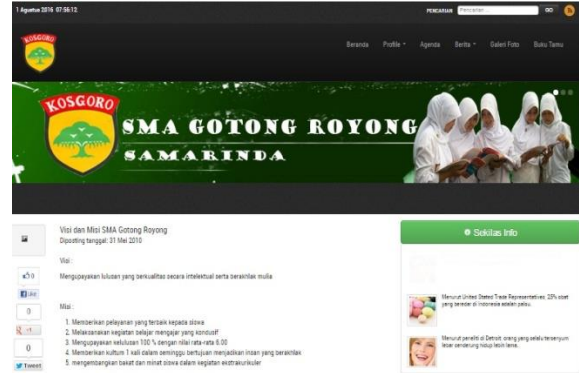 1 Agustus 2016 07:56:12
PENCARIAN
Pencarian...
GO
KOSGORO
Beranda
Profile
Agenda
Berita
Galeri Foto
Buku Tamu
KOSGORO
SMA GOTONG ROYONG
SAMARINDA
Visi dan Misi SMA Gotong Royong
Diposting tanggal: 31 Mei 2010
Visi :
Mengupayakan lulusan yang berkualitas secara intelektual serta berakhlak mulia
Misi :
1. Memberikan pelayanan yang terbaik kepada siswa
2. Melaksanakan kegiatan belajar mengajar yang kondusif
3. Mengupayakan kelulusan 100 % dengan nilai rata-rata 6.00
4. Memberikan kultum 1 kali dalam seminggu bertujuan menjadikan insan yang berakhlak
5. mengembangkan bakat dan minat siswa dalam kegiatan ekstrakurikuler
0
Like
0
+1
0
Tweet
Sekilas Info
Menurut United Stated Trade Representatives, 25% obat
yang beredar di Indonesia adalah palsu.
Menurut peneliti di Detroit, orang yang selalu tersenyum
lebar cenderung hidup lebih lama.